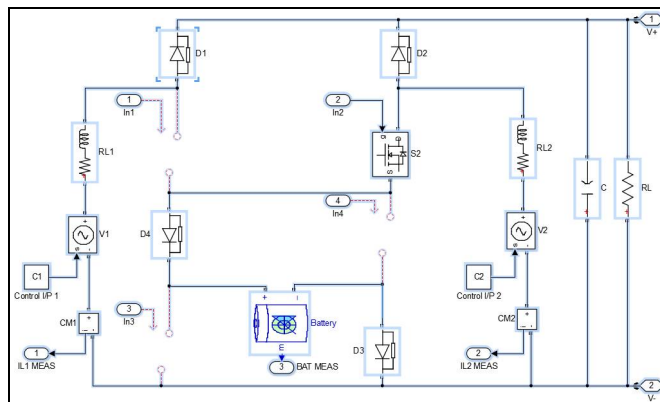 1
V+
D1
D2
1
In1
2
In2
g
D
S
S2
RL1
RL2
C
RL
4
In4
D4
+
-
V1
s
+
-
V2
s
C1
Control I/P 1
C2
Control I/P 2
+
-
Battery
E
3
In3
CM1
+
-
i
CM2
+
-
i
D3
1
IL1 MEAS
3
BAT MEAS
2
IL2 MEAS
2
V-